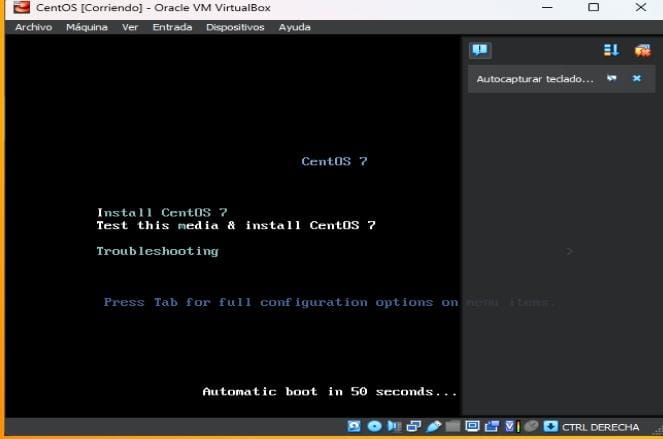 CentOS [Corriendo] - Oracle VM VirtualBox
Archivo Máquina Ver Entrada Dispositivos Ayuda
Autocapturar teclado...
CentOS 7
Install CentOS 7
Test this media & install CentOS 7
Troubleshooting >
Press Tab for full configuration options on menu items.
Automatic boot in 50 seconds...
CTRL DERECHA